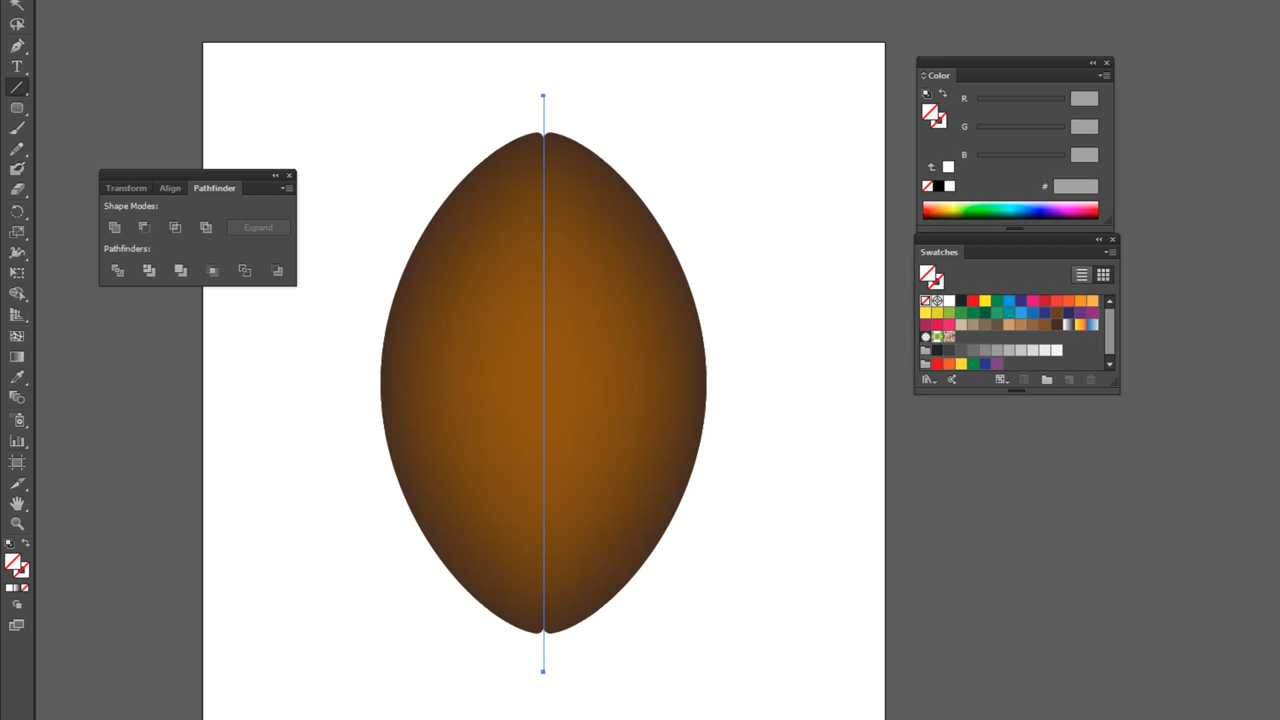 Color
R
G
B
#
Transform Align Pathfinder
Shape Modes:
Expand
Pathfinders:
Swatches
T